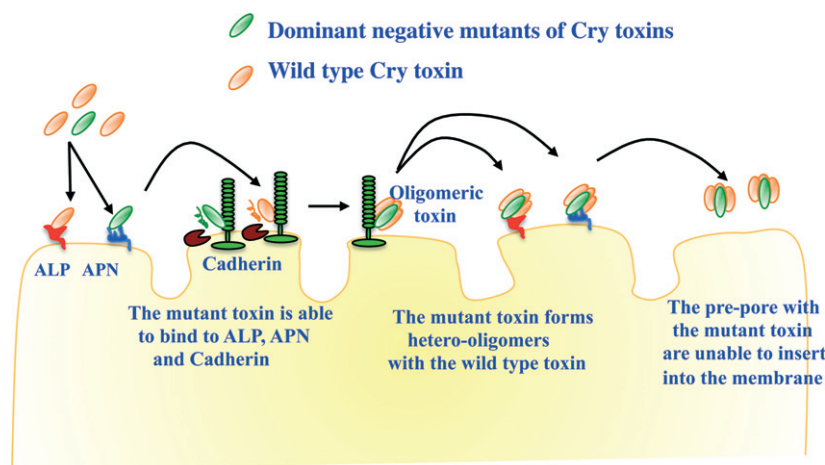 Dominant negative mutants of Cry toxins
Wild type Cry toxin
Oligomeric
toxin
ALP APN
Cadherin
The mutant toxin is able
to bind to ALP, APN
and Cadherin
The mutant toxin forms
hetero-oligomers
with the wild type toxin
The pre-pore with
the mutant toxin
are unable to insert
into the membrane